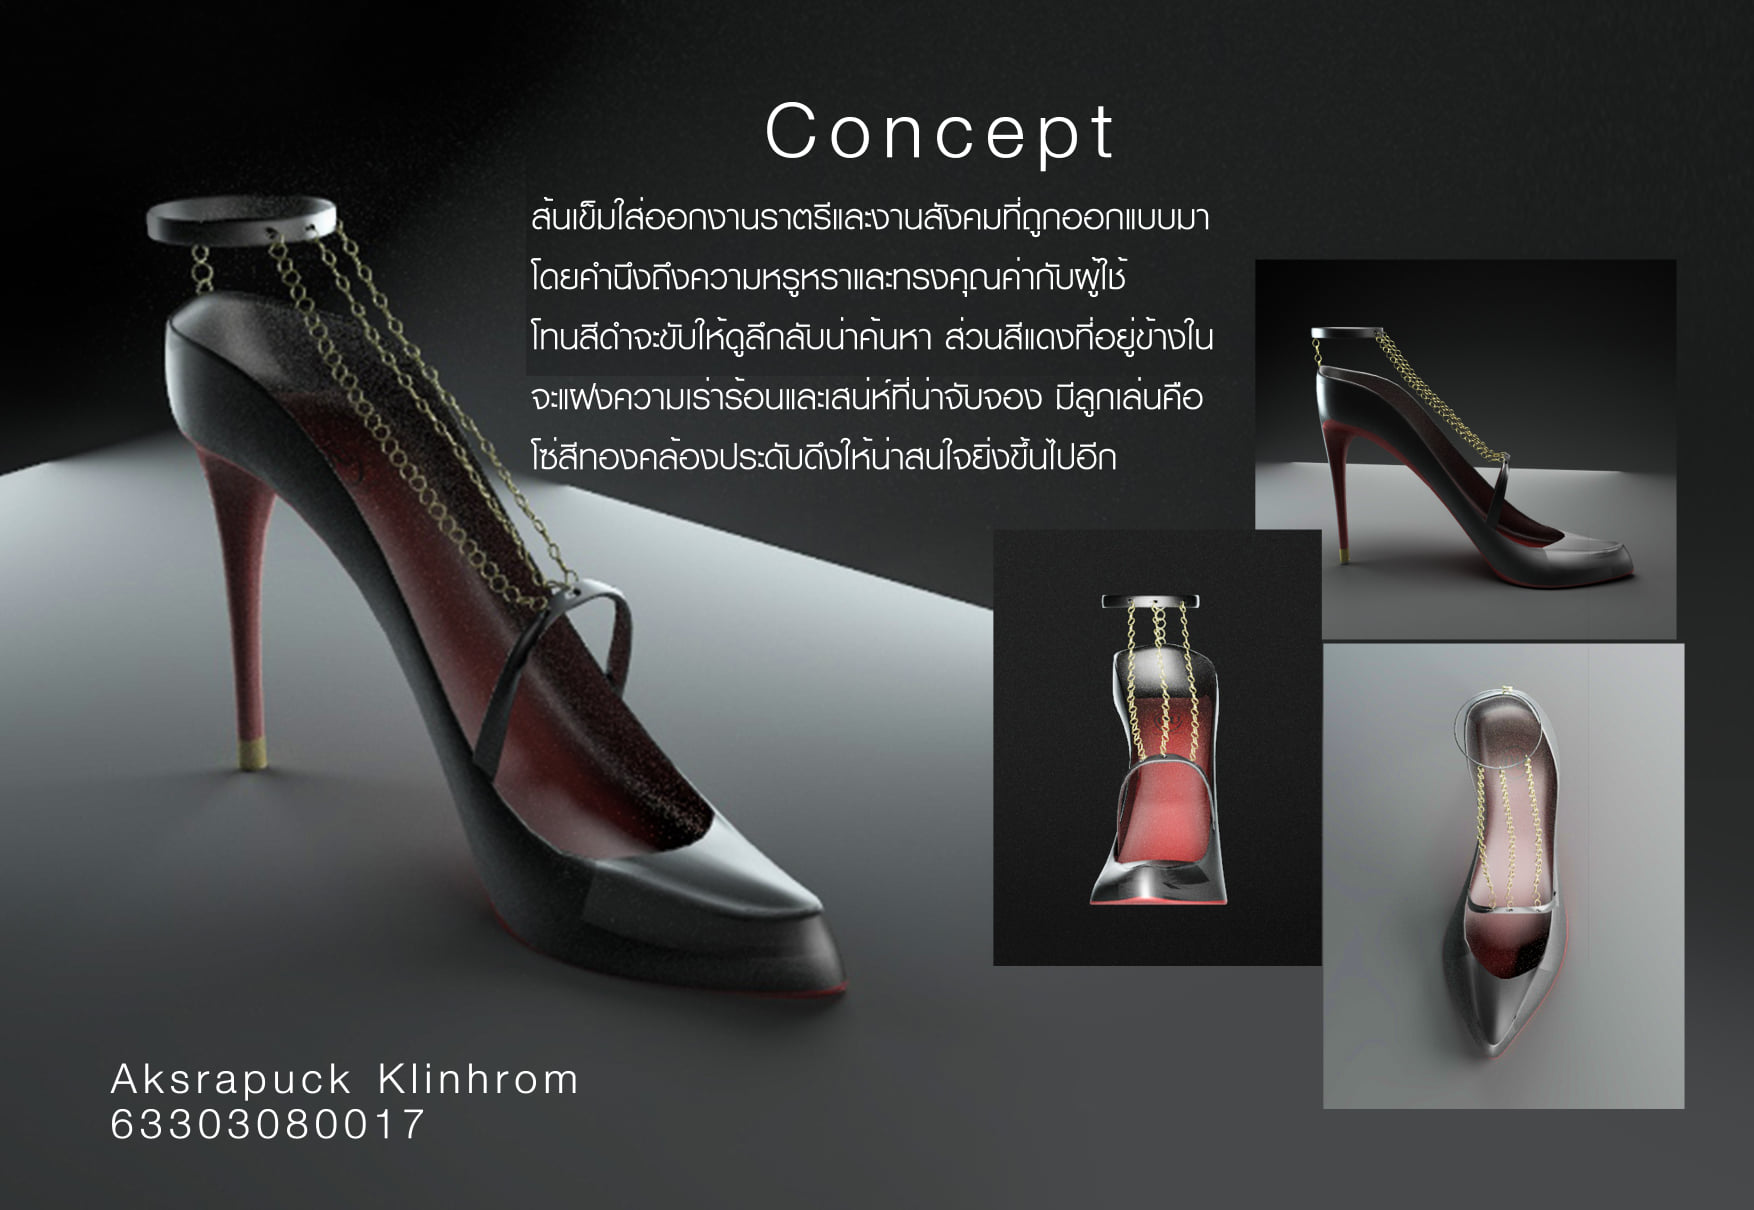 Concept
ส้นเข็มใส่ออกงานราตรีและงานสังคมที่ถูกออกแบบมา
โดยคำนึงถึงความหรูหราและทรงคุณค่ากับผู้ใช้
โทนสีดำจะขับให้ดูลึกลับน่าค้นหา ส่วนสีแดงที่อยู่ข้างใน
จะแฝงความเร่าร้อนและเสน่ห์ที่น่าจับจอง มีลูกเล่นคือ
โซ่สีทองคล้องประดับดึงให้น่าสนใจยิ่งขึ้นไปอีก
Aksrapuck Klinhrom
63303080017